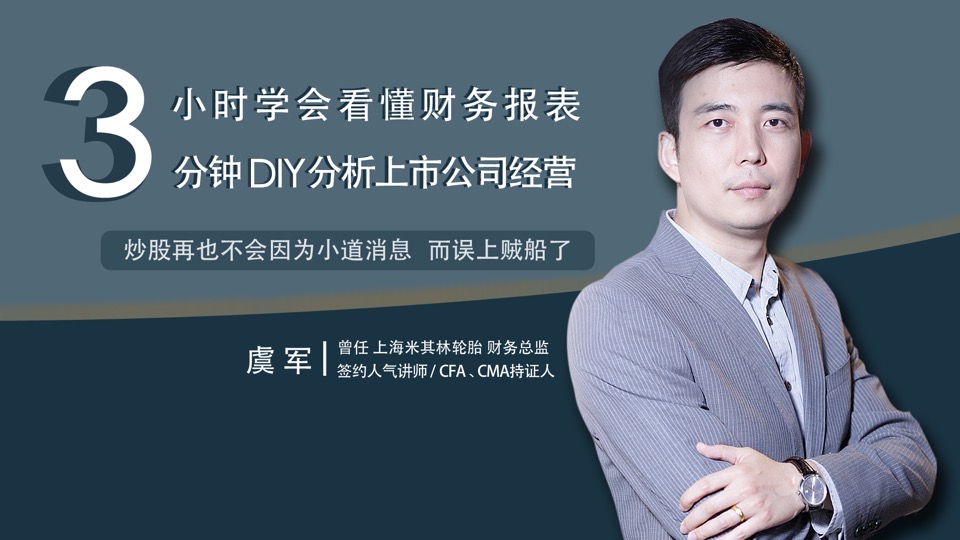 3
小时学会看懂财务报表
分钟 DIY分析上市公司经营
炒股再也不会因为小道消息 而误上贼船了
虞军
曾任 上海米其林轮胎 财务总监
签约人气讲师 / CFA 、CMA持证人